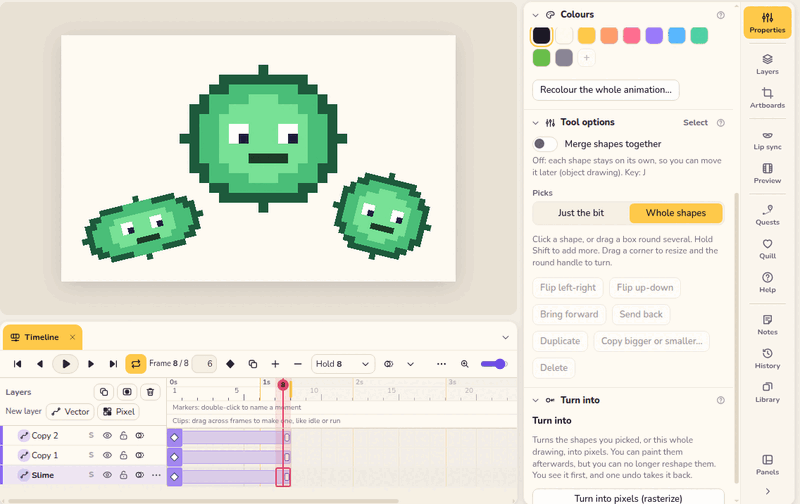 Colours
Recolour the whole animation...
Tool options
Select
Merge shapes together
Off: each shape stays on its own, so you can move
it later (object drawing). Key: J
Picks
Just the bit
Whole shapes
Click a shape, or drag a box round several. Hold
Shift to add more. Drag a corner to resize and the
round handle to turn.
Flip left-right
Flip up-down
Bring forward
Send back
Duplicate
Copy bigger or smaller...
Delete
Turn into
Turn into
Turns the shapes you picked, or this whole
drawing, into pixels. You can paint them
afterwards, but you can no longer reshape them.
You see it first, and one undo takes it back.
Turn into pixels (rasterize)
Properties
Layers
Artboards
Lip sync
Preview
Quests
Quill
Help
Notes
History
Library
Panels
Timeline
Frame 8 / 8
6
Hold 8
Layers
New layer
Vector
Pixel
0s
1s
2s
3s
1
5
8
10
15
20
Markers: double-click to name a moment
Clips: drag across frames to make one, like idle or run
Copy 2
S
Copy 1
S
Slime
S